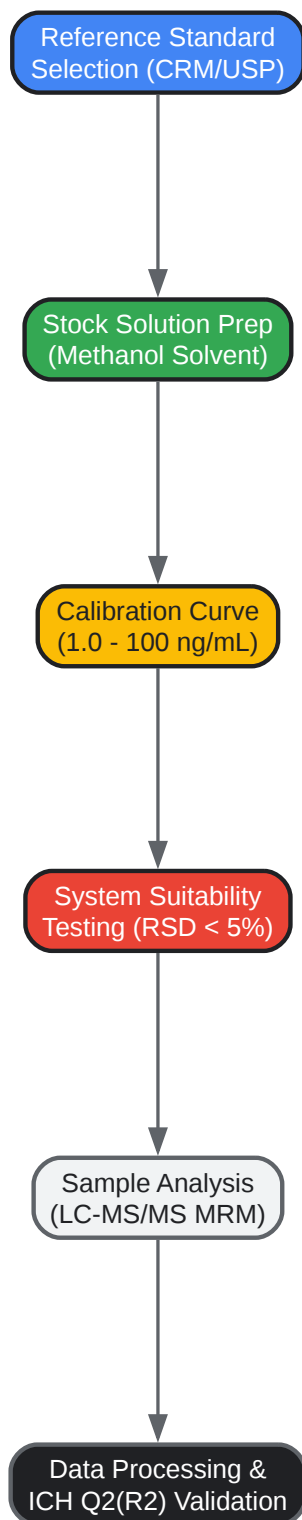 Reference Standard
Selection (CRM/USP)
Stock Solution Prep
(Methanol Solvent)
Calibration Curve
(1.0 - 100 ng/mL)
System Suitability
Testing (RSD < 5%)
Sample Analysis
(LC-MS/MS MRM)
Data Processing &
ICH Q2(R2) Validation